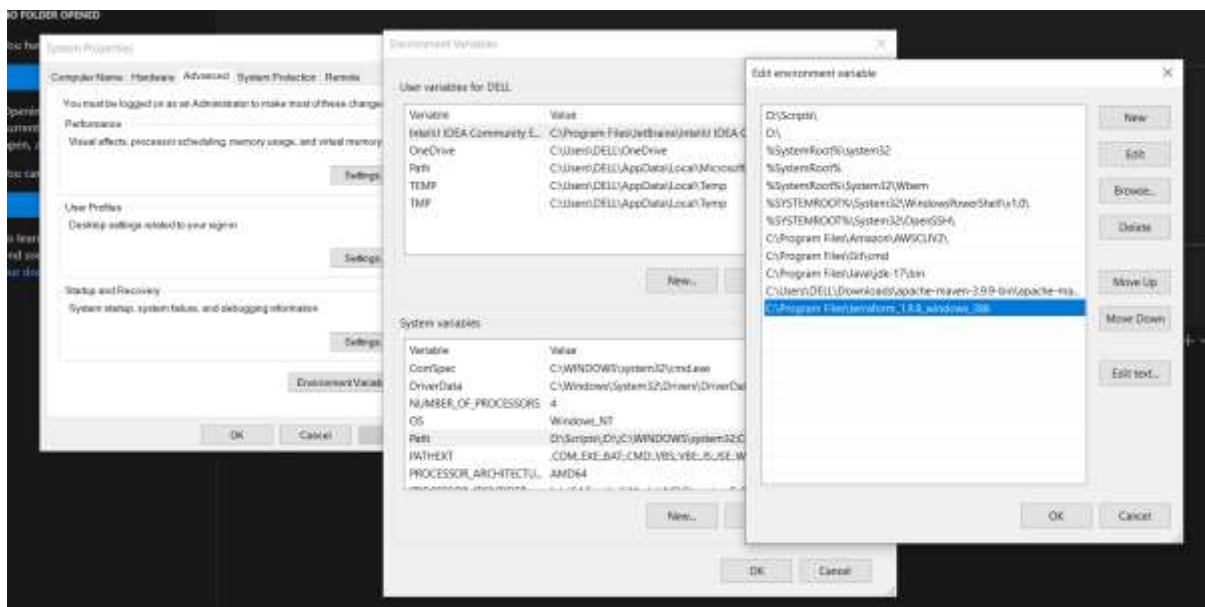 NO FOLDER OPENED
System Properties
Computer Name Hardware Advanced System Protection Remote
You must be logged on as an Administrator to make most of these changes
Performance
Visual effects, processor scheduling, memory usage, and virtual memory
Settings
User Profiles
Desktop settings related to your sign-in
Settings
Startup and Recovery
System startup, system failure, and debugging information
Settings
Environment Variab
OK Cancel
Environment Variables
User variables for DELL
Variable Value
IntelliJ IDEA Community E... C:\Program Files\JetBrains\IntelliJ IDEA C
OneDrive C:\Users\DELL\OneDrive
Path C:\Users\DELL\AppData\Local\Microsoft
TEMP C:\Users\DELL\AppData\Local\Temp
TMP C:\Users\DELL\AppData\Local\Temp
New...
System variables
Variable Value
ComSpec C:\WINDOWS\system32\cmd.exe
DriverData C:\Windows\System32\Drivers\DriverDat
NUMBER_OF_PROCESSORS 4
OS Windows_NT
Path D:\Scripts\;D:\;C:\WINDOWS\system32;C
PATHEXT .COM;.EXE;.BAT;.CMD;.VBS;.VBE;.JS;.JSE;.W
PROCESSOR_ARCHITECTU... AMD64
New...
OK Cancel
Edit environment variable
D:\Scripts\
D:\
%SystemRoot%\system32
%SystemRoot%
%SystemRoot%\System32\Wbem
%SYSTEMROOT%\System32\WindowsPowerShell\v1.0\
%SYSTEMROOT%\System32\OpenSSH\
C:\Program Files\Amazon\AWSCLIV2\
C:\Program Files\Git\cmd
C:\Program Files\Java\jdk-17\bin
C:\Users\DELL\Downloads\apache-maven-3.9.9-bin\apache-ma...
C:\Program Files\terraform_1.9.8_windows_386
New
Edit
Browse...
Delete
Move Up
Move Down
Edit text...
OK Cancel